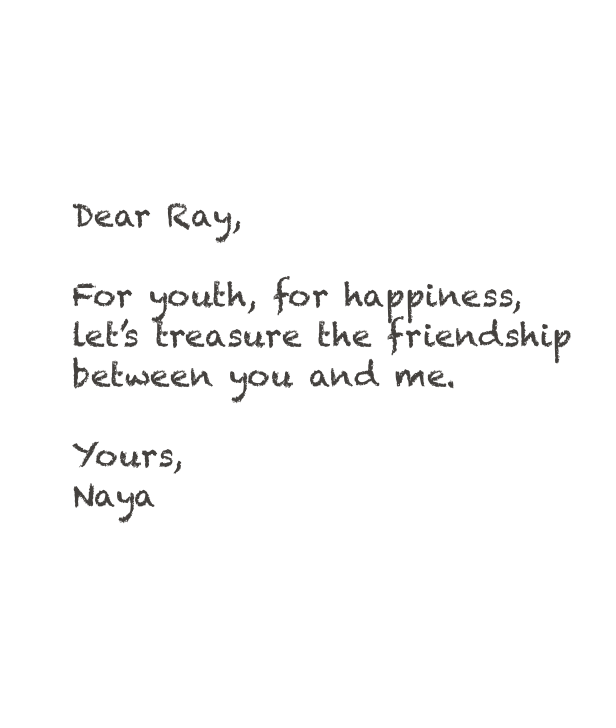 Dear Ray,
For youth, for happiness,
let's treasure the friendship
between you and me.
Yours,
Naya